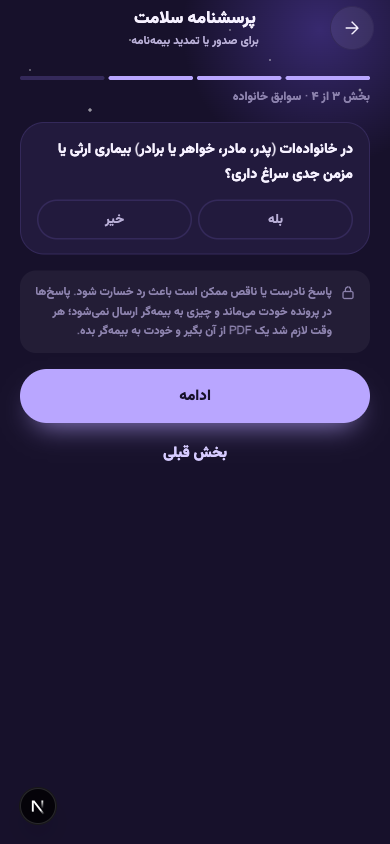 پرسشنامه سلامت
برای صدور یا تمدید بیمه‌نامه·
بخش ۳ از ۴ · سوابق خانواده
در خانواده‌ات (پدر، مادر، خواهر یا برادر) بیماری ارثی یا
مزمن جدی سراغ داری؟
بله
خیر
پاسخ نادرست یا ناقص ممکن است باعث رد خسارت شود. پاسخ‌ها
در پرونده خودت می‌ماند و چیزی به بیمه‌گر ارسال نمی‌شود؛ هر
وقت لازم شد یک PDF از آن بگیر و خودت به بیمه‌گر بده.
ادامه
بخش قبلی
N